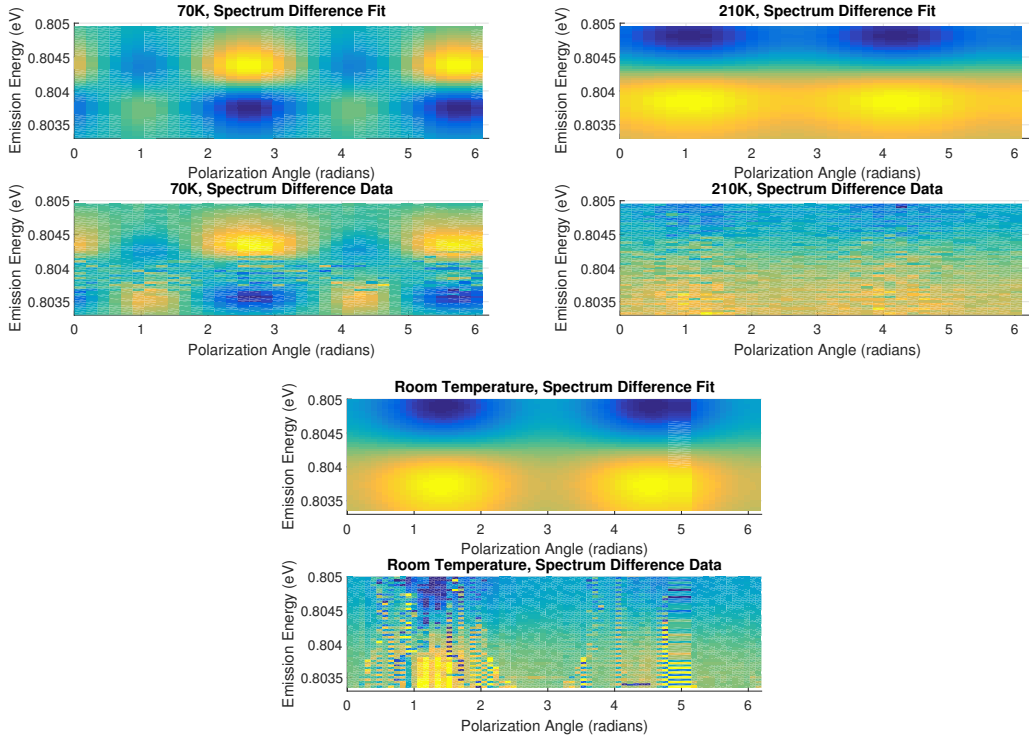 70K, Spectrum Difference Fit
Emission Energy (eV)
0.805
0.8045
0.804
0.8035
0 1 2 3 4 5 6
Polarization Angle (radians)
70K, Spectrum Difference Data
Emission Energy (eV)
0.805
0.8045
0.804
0.8035
0 1 2 3 4 5 6
Polarization Angle (radians)
210K, Spectrum Difference Fit
Emission Energy (eV)
0.805
0.8045
0.804
0.8035
0 1 2 3 4 5 6
Polarization Angle (radians)
210K, Spectrum Difference Data
Emission Energy (eV)
0.805
0.8045
0.804
0.8035
0 1 2 3 4 5 6
Polarization Angle (radians)
Room Temperature, Spectrum Difference Fit
Emission Energy (eV)
0.805
0.8045
0.804
0.8035
0 1 2 3 4 5 6
Polarization Angle (radians)
Room Temperature, Spectrum Difference Data
Emission Energy (eV)
0.805
0.8045
0.804
0.8035
0 1 2 3 4 5 6
Polarization Angle (radians)